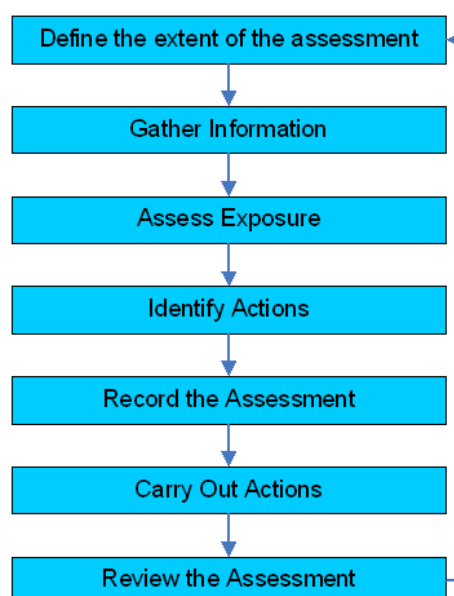 Define the extent of the assessment
Gather Information
Assess Exposure
Identify Actions
Record the Assessment
Carry Out Actions
Review the Assessment